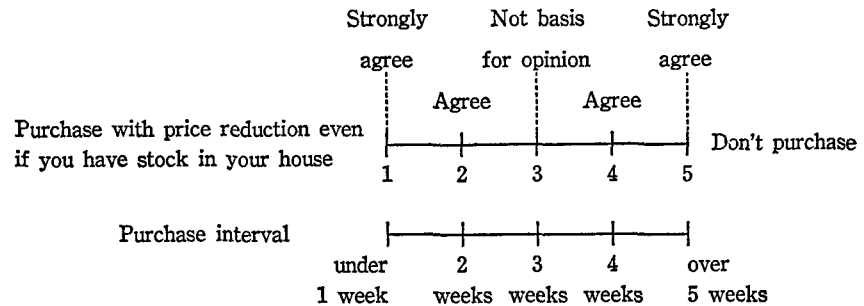 Strongly Not basis Strongly
agree for opinion agree
Agree Agree
Purchase with price reduction even
if you have stock in your house
Don't purchase
1 2 3 4 5
Purchase interval
under 2 3 4 over
1 week weeks weeks weeks 5 weeks